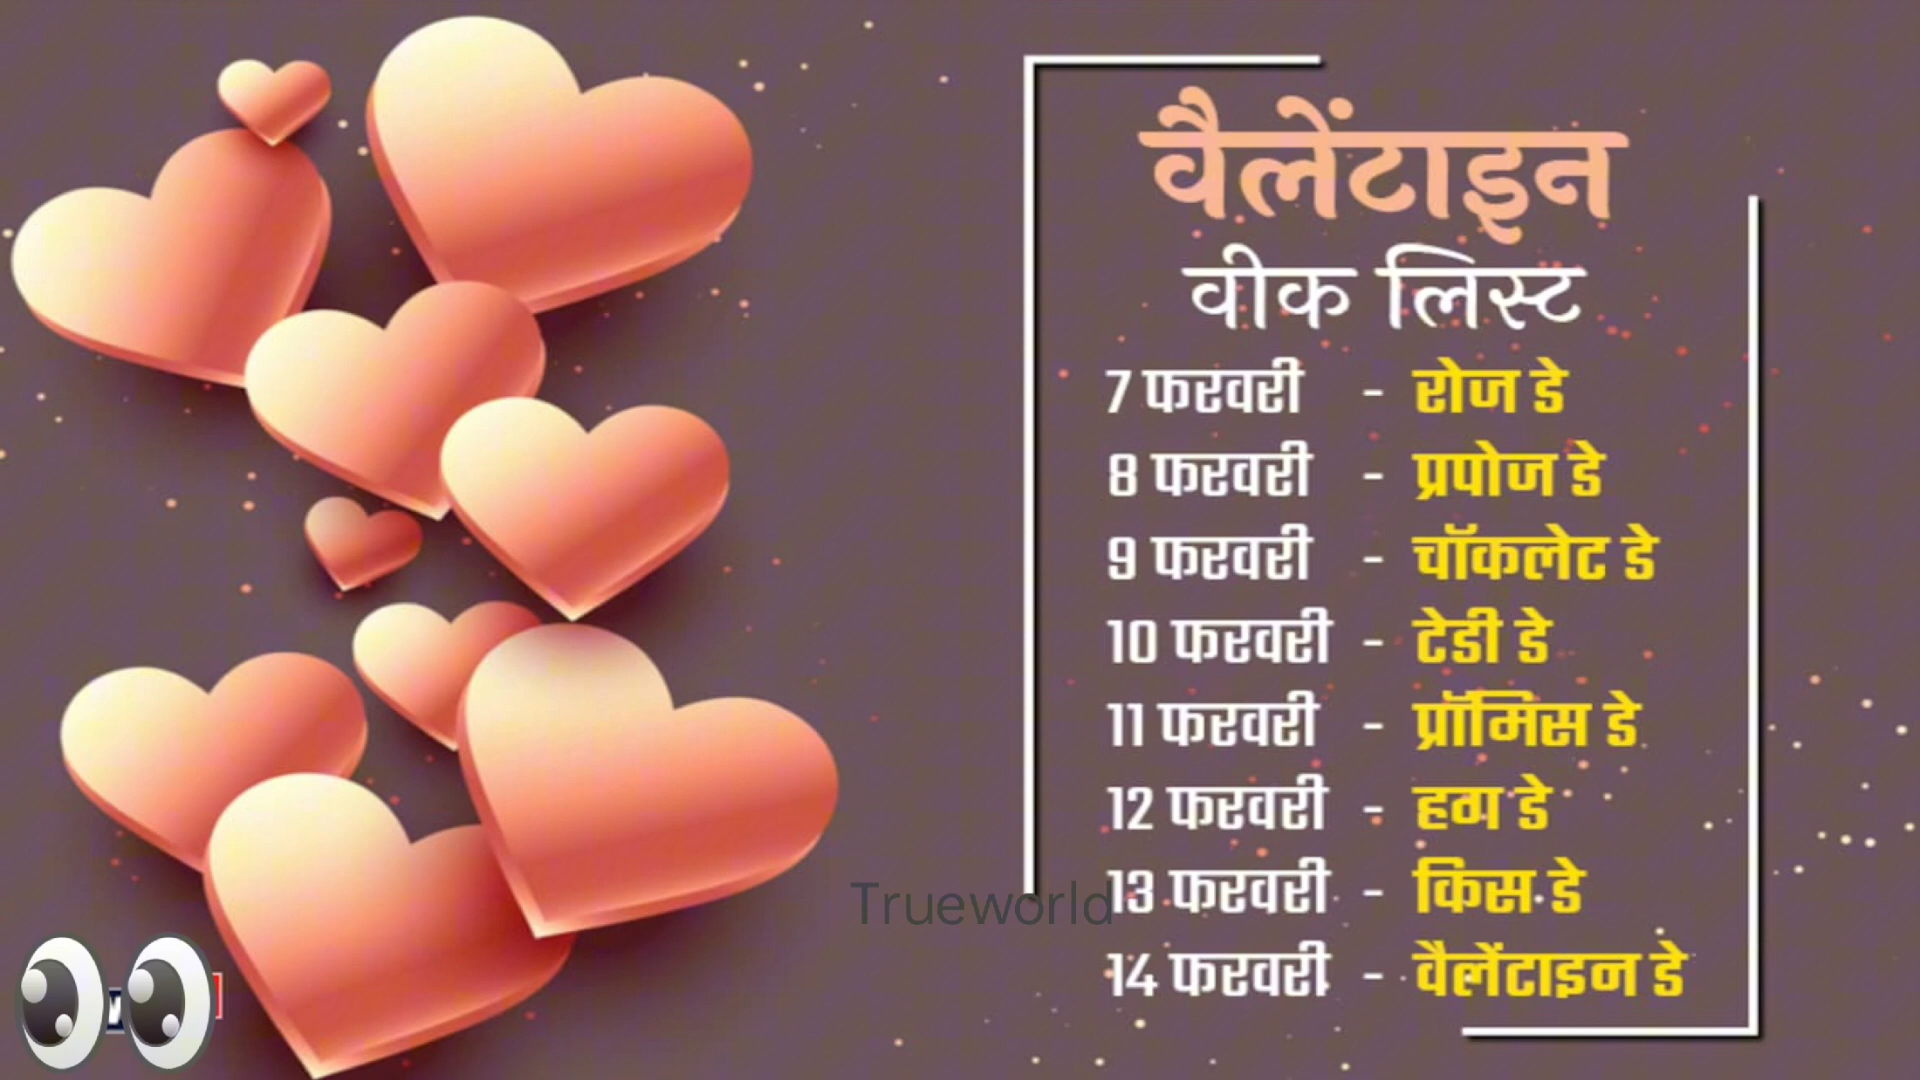 वैलेंटाइन
वीक लिस्ट
7 फरवरी - रोज डे
8 फरवरी - प्रपोज डे
9 फरवरी - चॉकलेट डे
10 फरवरी - टेडी डे
11 फरवरी - प्रॉमिस डे
12 फरवरी - हग डे
13 फरवरी - किस डे
14 फरवरी - वैलेंटाइन डे
Trueworld